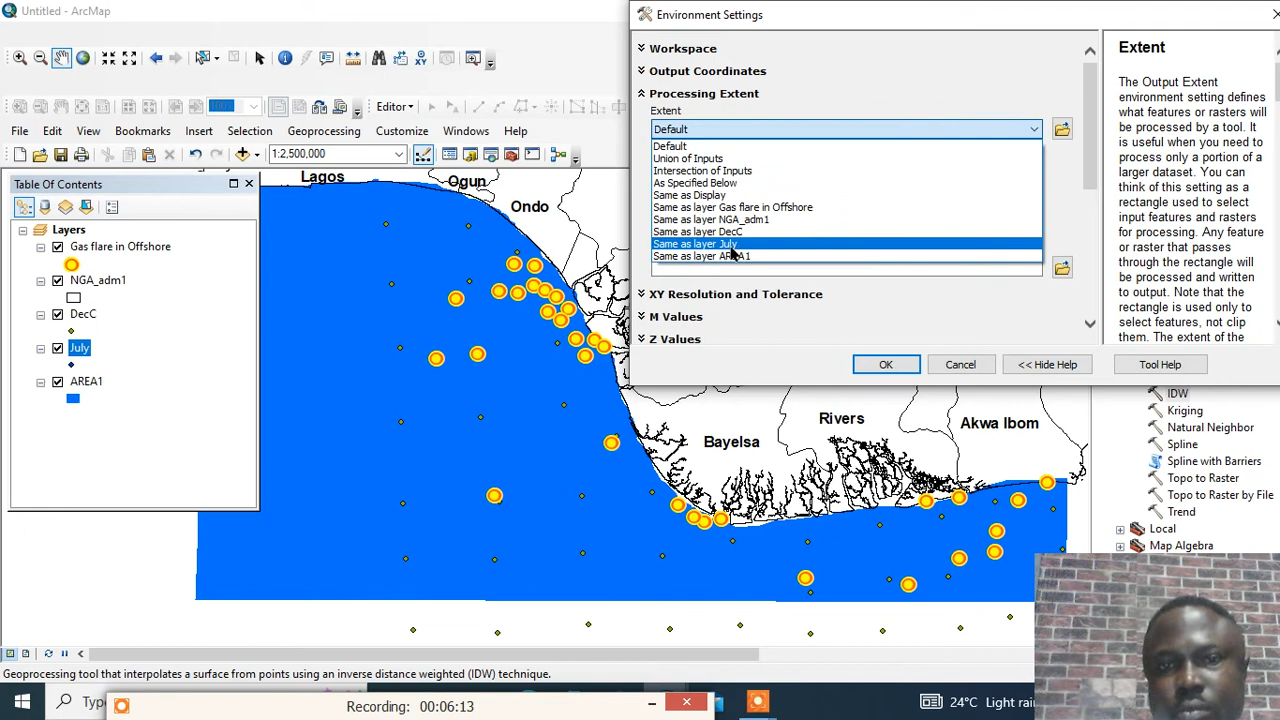 Untitled - ArcMap
Environment Settings
Workspace
Output Coordinates
Processing Extent
Extent
Default
Default
Union of Inputs
Intersection of Inputs
As Specified Below
Same as Display
Same as layer Gas flare in Offshore
Same as layer NGA_adm1
Same as layer DecC
Same as layer July
Same as layer AREA1
XY Resolution and Tolerance
M Values
Z Values
OK
Cancel
<< Hide Help
Tool Help
Extent
The Output Extent
environment setting defines
what features or rasters
will be processed by a tool. It
is useful when you need to
process only a portion of a
larger dataset. You can
think of this setting as a
rectangle used to select
input features and rasters
for processing. Any feature
or raster that passes
through the rectangle will
be processed and written
to output. Note that the
rectangle is used only to
select features, not clip
them. The extent of the
Editor
File
Edit
View
Bookmarks
Insert
Geoprocessing
Customize
Windows
Help
1:2,500,000
Table Of Contents
Layers
Gas flare in Offshore
NGA_adm1
DecC
July
AREA1
Lagos
Ogun
Ondo
Bayelsa
Rivers
Akwa Ibom
IDW
Kriging
Natural Neighbor
Spline
Spline with Barriers
Topo to Raster
Topo to Raster by File
Trend
Local
Map Algebra
Geoprocessing tool that interpolates a surface from points using an inverse distance weighted (IDW) technique.
Recording: 00:06:13
24°C Light rain